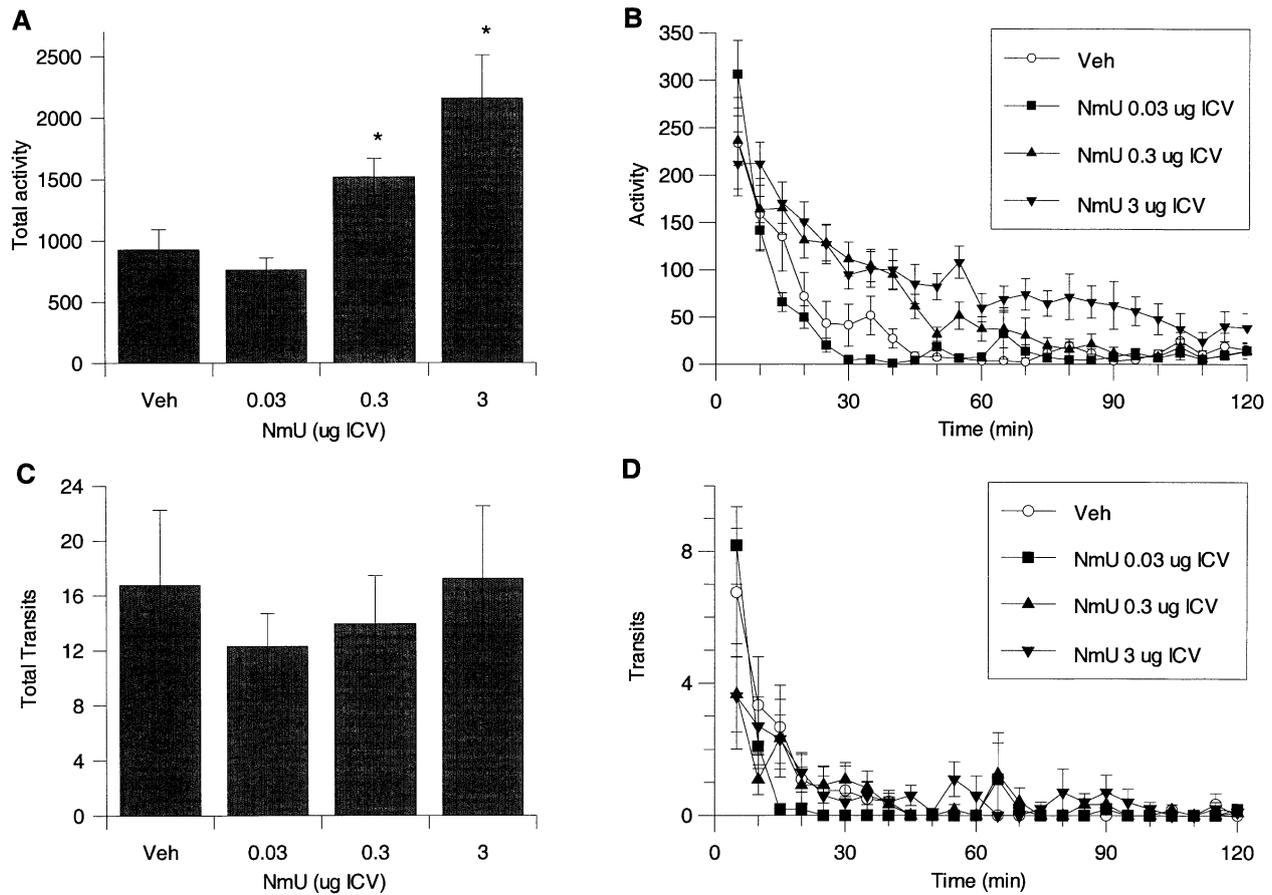 A
Total activity
2500
2000
1500
1000
500
0
*
*
Veh 0.03 0.3 3
NmU (ug ICV)
B
Activity
350
300
250
200
150
100
50
0
0 30 60 90 120
Time (min)
Veh
NmU 0.03 ug ICV
NmU 0.3 ug ICV
NmU 3 ug ICV
C
Total Transits
24
20
16
12
8
4
0
Veh 0.03 0.3 3
NmU (ug ICV)
D
Transits
8
4
0
0 30 60 90 120
Time (min)
Veh
NmU 0.03 ug ICV
NmU 0.3 ug ICV
NmU 3 ug ICV